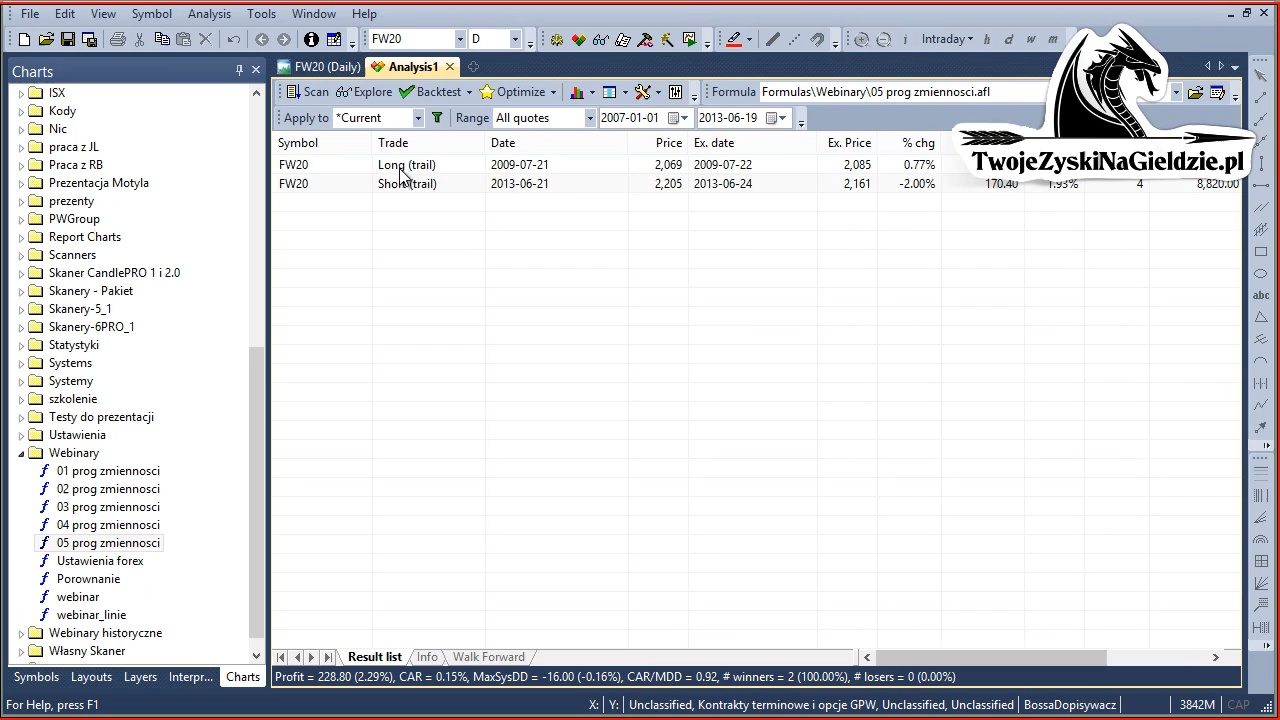 File Edit View Symbol Analysis Tools Window Help
FW20 D Intraday h d w m
Charts
FW20 (Daily) Analysis1
Scan Explore Backtest Optimize Formula Formulas\Webinary\05 prog zmiennosci.afl
Apply to *Current Range All quotes 2007-01-01 2013-06-19
TwojeZyskiNaGieldzie.pl
Symbol Trade Date Price Ex. date Ex. Price % chg
FW20 Long (trail) 2009-07-21 2,069 2009-07-22 2,085 0.77%
FW20 Short (trail) 2013-06-21 2,205 2013-06-24 2,161 -2.00% 170.40 1.93% 4 8,820.00
ISX
Kody
Nic
praca z JL
Praca z RB
Prezentacja Motyla
prezenty
PWGroup
Report Charts
Scanners
Skaner CandlePRO 1 i 2.0
Skanery - Pakiet
Skanery-5_1
Skanery-6PRO_1
Statystyki
Systems
Systemy
szkolenie
Testy do prezentacji
Ustawienia
Webinary
01 prog zmiennosci
02 prog zmiennosci
03 prog zmiennosci
04 prog zmiennosci
05 prog zmiennosci
Ustawienia forex
Porownanie
webinar
webinar_linie
Webinary historyczne
Własny Skaner
abc
Symbols Layouts Layers Interpr... Charts
Result list Info Walk Forward
Profit = 228.80 (2.29%), CAR = 0.15%, MaxSysDD = -16.00 (-0.16%), CAR/MDD = 0.92, # winners = 2 (100.00%), # losers = 0 (0.00%)
For Help, press F1 X: Y: Unclassified, Kontrakty terminowe i opcje GPW, Unclassified, Unclassified BossaDopisywacz 3842M CAP